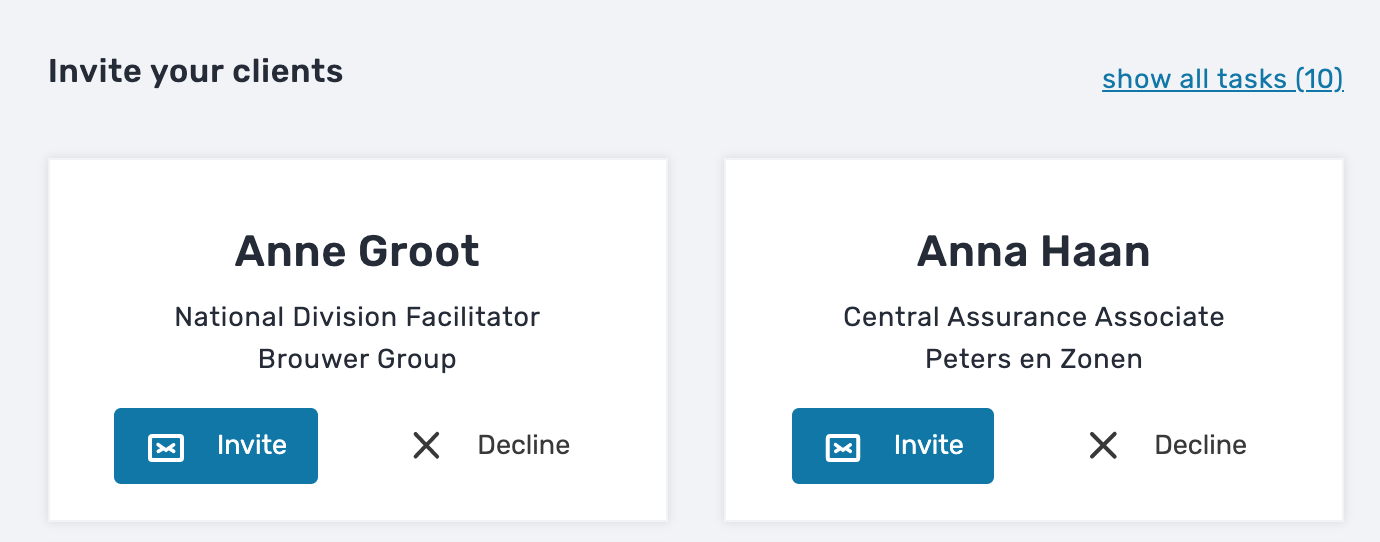 Invite your clients
show all tasks (10)
Anne Groot
National Division Facilitator
Brouwer Group
Invite
Decline
Anna Haan
Central Assurance Associate
Peters en Zonen
Invite
Decline